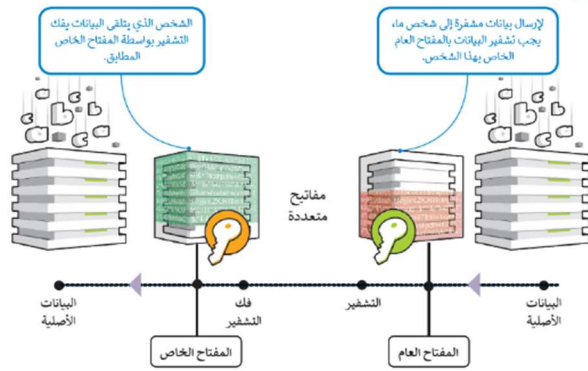 لإرسال بيانات مشفرة إلى شخص ما،
يجب تشفير البيانات بالمفتاح العام
الخاص بهذا الشخص.
الشخص الذي يتلقى البيانات يفك
التشفير بواسطة المفتاح الخاص
المطابق.
مفاتيح
متعددة
البيانات
الأصلية
التشفير
فك
التشفير
البيانات
الأصلية
المفتاح العام
المفتاح الخاص